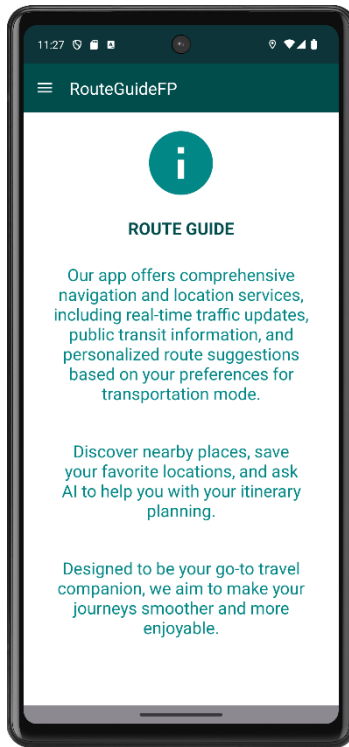 11:27
RouteGuideFP
ROUTE GUIDE
Our app offers comprehensive
navigation and location services,
including real-time traffic updates,
public transit information, and
personalized route suggestions
based on your preferences for
transportation mode.
Discover nearby places, save
your favorite locations, and ask
AI to help you with your itinerary
planning.
Designed to be your go-to travel
companion, we aim to make your
journeys smoother and more
enjoyable.